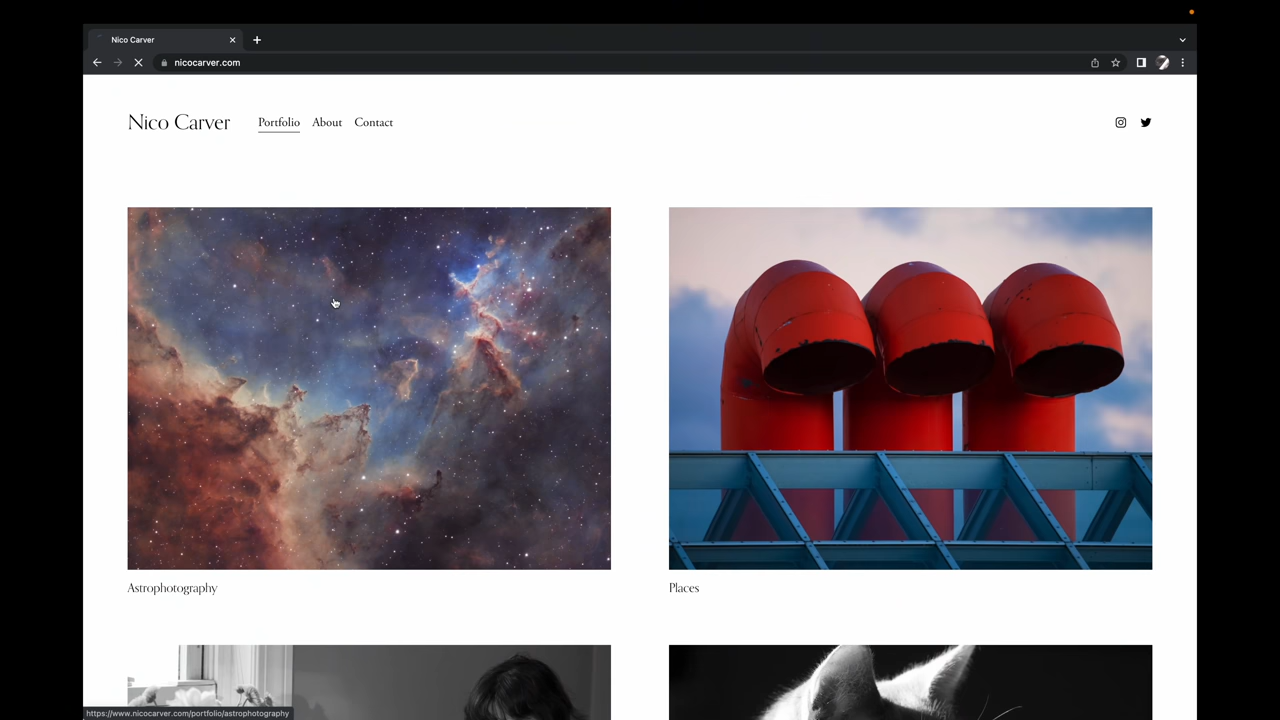 Nico Carver
nicocarver.com
Nico Carver
Portfolio
About
Contact
Astrophotography
Places
https://www.nicocarver.com/portfolio/astrophotography